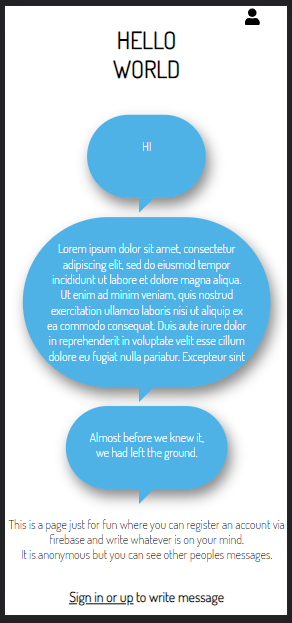 HELLO
WORLD
HI
Lorem ipsum dolor sit amet, consectetur
adipiscing elit, sed do eiusmod tempor
incididunt ut labore et dolore magna aliqua.
Ut enim ad minim veniam, quis nostrud
exercitation ullamco laboris nisi ut aliquip ex
ea commodo consequat. Duis aute irure dolor
in reprehenderit in voluptate velit esse cillum
dolore eu fugiat nulla pariatur. Excepteur sint
Almost before we knew it,
we had left the ground.
This is a page just for fun where you can register an account via
firebase and write whatever is on your mind.
It is anonymous but you can see other peoples messages.
Sign in or up to write message